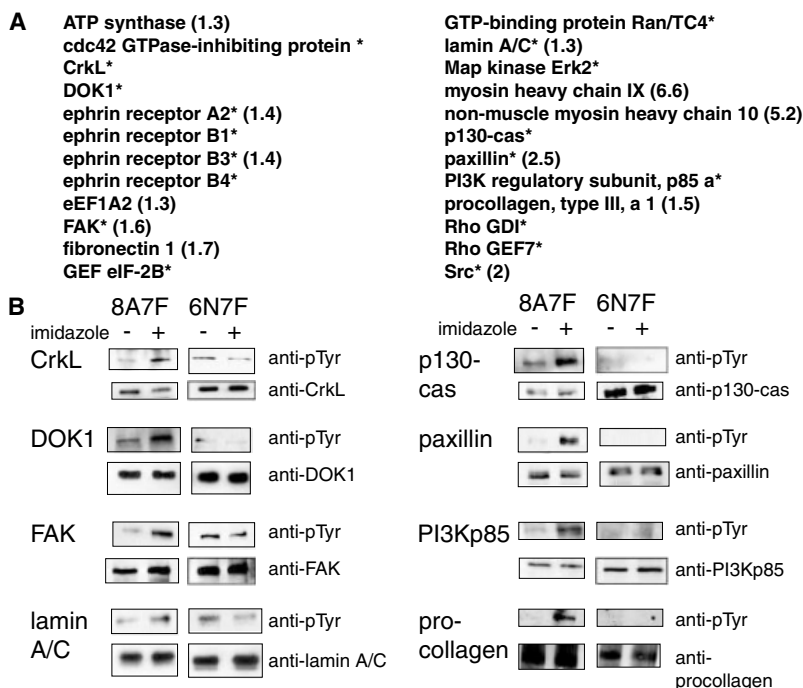 A
ATP synthase (1.3)
cdc42 GTPase-inhibiting protein *
CrkL*
DOK1*
ephrin receptor A2* (1.4)
ephrin receptor B1*
ephrin receptor B3* (1.4)
ephrin receptor B4*
eEF1A2 (1.3)
FAK* (1.6)
fibronectin 1 (1.7)
GEF eIF-2B*
GTP-binding protein Ran/TC4*
lamin A/C* (1.3)
Map kinase Erk2*
myosin heavy chain IX (6.6)
non-muscle myosin heavy chain 10 (5.2)
p130-cas*
paxillin* (2.5)
PI3K regulatory subunit, p85 a*
procollagen, type III, a 1 (1.5)
Rho GDI*
Rho GEF7*
Src* (2)
B
8A7F 6N7F
imidazole - + - +
CrkL anti-pTyr
anti-CrkL
DOK1 anti-pTyr
anti-DOK1
FAK anti-pTyr
anti-FAK
lamin anti-pTyr
A/C anti-lamin A/C
8A7F 6N7F
imidazole - + - +
p130- anti-pTyr
cas anti-p130-cas
paxillin anti-pTyr
anti-paxillin
PI3Kp85 anti-pTyr
anti-PI3Kp85
pro- anti-pTyr
collagen anti-
procollagen